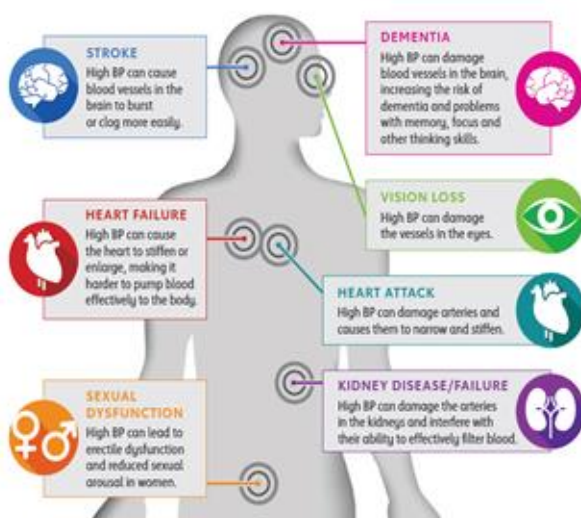 STROKE
High BP can cause
blood vessels in the
brain to burst
or clog more easily.
DEMENTIA
High BP can damage
blood vessels in the brain,
increasing the risk of
dementia and problems
with memory, focus and
other thinking skills.
VISION LOSS
High BP can damage
the vessels in the eyes.
HEART FAILURE
High BP can cause
the heart to stiffen or
enlarge, making it
harder to pump blood
effectively to the body.
HEART ATTACK
High BP can damage arteries and
causes them to narrow and stiffen.
SEXUAL
DYSFUNCTION
High BP can lead to
erectile dysfunction
and reduced sexual
arousal in women.
KIDNEY DISEASE/FAILURE
High BP can damage the arteries
in the kidneys and interfere with
their ability to effectively filter blood.